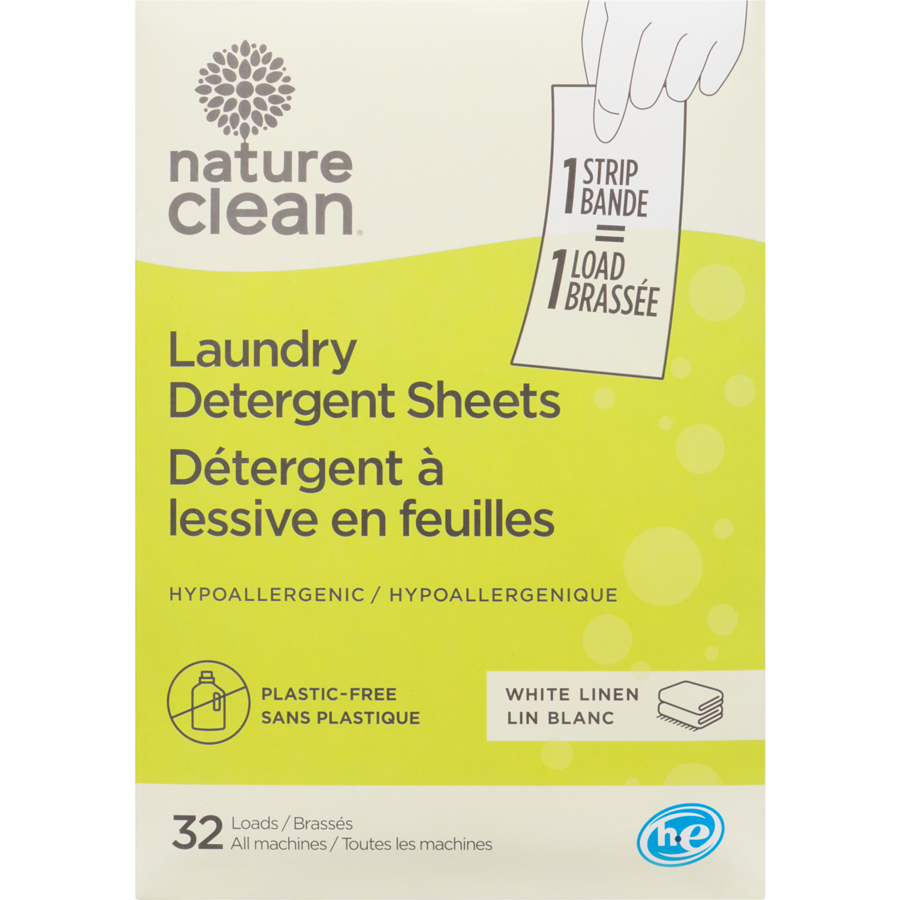 nature
clean.
1 STRIP
BANDE
=
1 LOAD
BRASSÉE
Laundry
Detergent Sheets
Détergent à
lessive en feuilles
HYPOALLERGENIC / HYPOALLERGENIQUE
PLASTIC-FREE
SANS PLASTIQUE
WHITE LINEN
LIN BLANC
32 Loads / Brassés
All machines / Toutes les machines
he